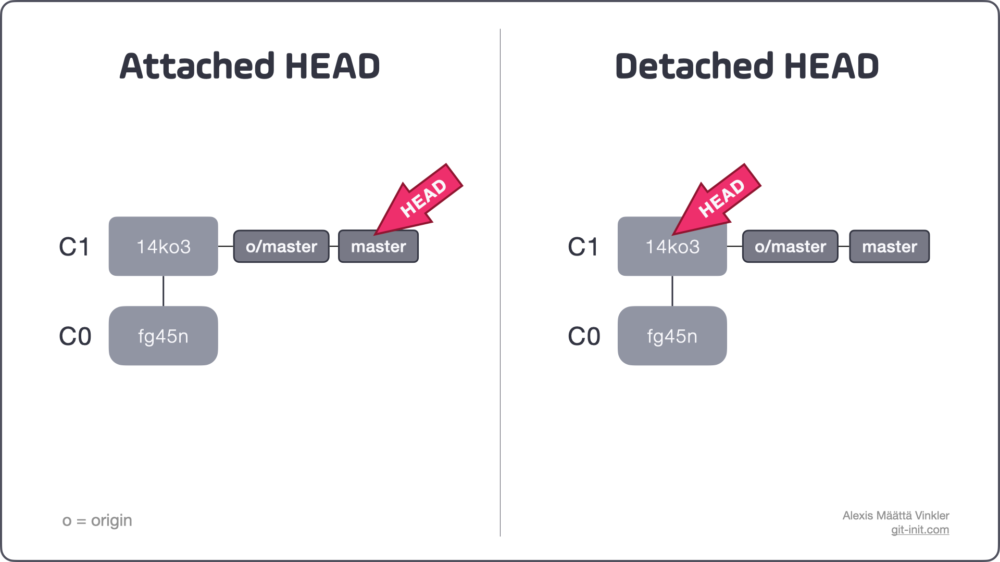 Attached HEAD
HEAD
C1
14ko3
o/master
master
C0
fg45n
o = origin
Detached HEAD
HEAD
C1
14ko3
o/master
master
C0
fg45n
Alexis Määttä Vinkler
git-init.com